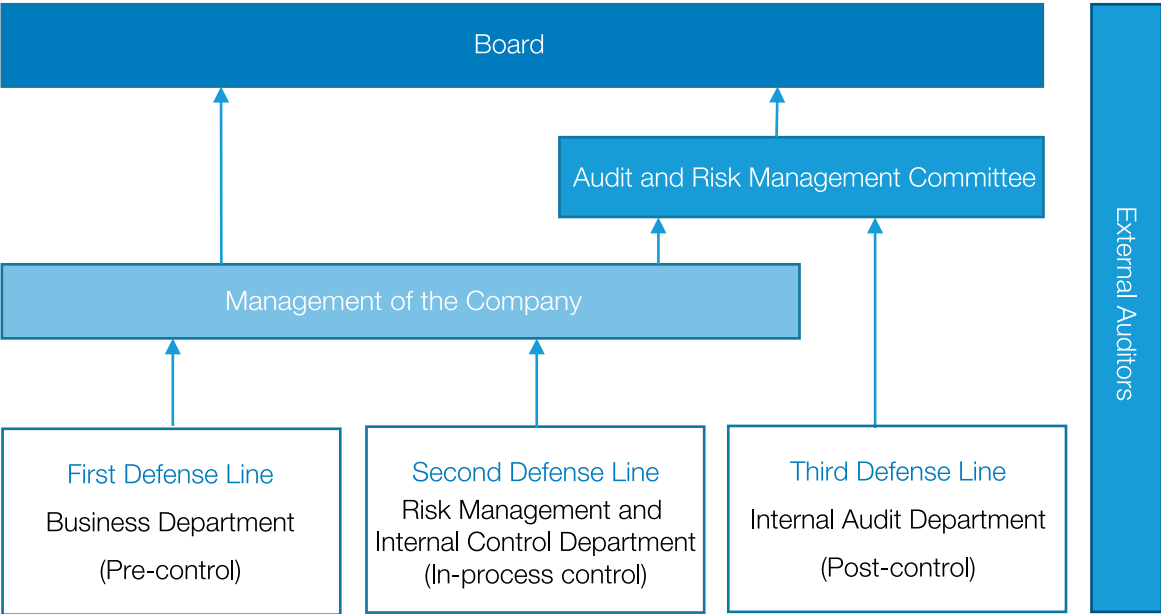 Board
Audit and Risk Management Committee
Management of the Company
First Defense Line
Business Department
(Pre-control)
Second Defense Line
Risk Management and
Internal Control Department
(In-process control)
Third Defense Line
Internal Audit Department
(Post-control)
External Auditors